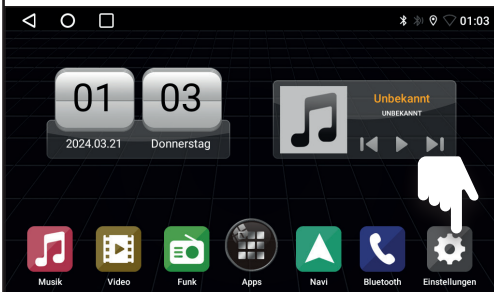 01:03
01 03
2024.03.21 Donnerstag
Unbekannt
UNBEKANNT
Musik Video Funk Apps Navi Bluetooth Einstellungen